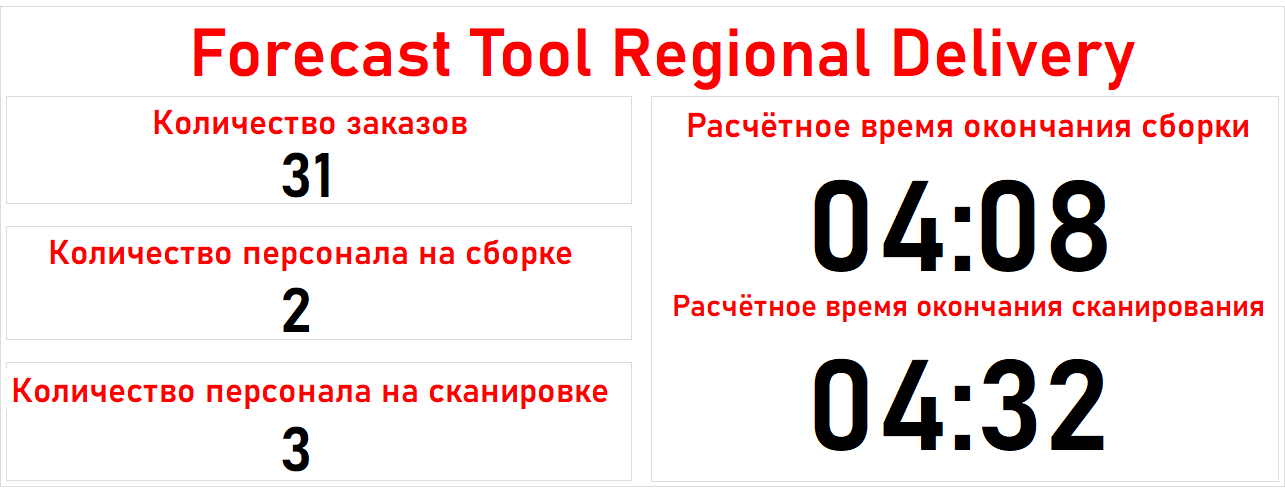 Forecast Tool Regional Delivery
Количество заказов
31
Количество персонала на сборке
2
Количество персонала на сканировке
3
Расчётное время окончания сборки
04:08
Расчётное время окончания сканирования
04:32